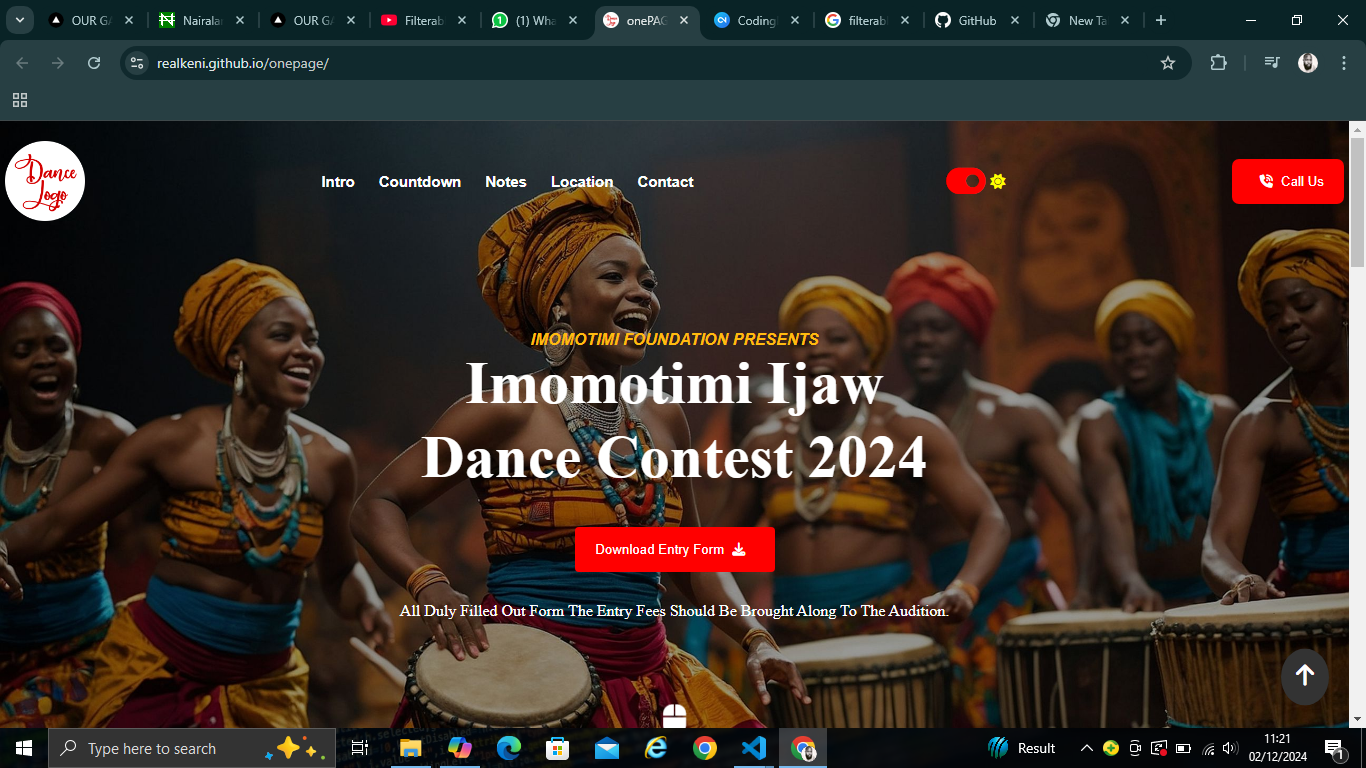 OUR GA
Nairalan
OUR GA
Filterab
(1) Wha
onePAG
Coding
filterab
GitHub
New Ta
realkeni.github.io/onepage/
Dance
Logo
Intro
Countdown
Notes
Location
Contact
Call Us
IMOMOTIMI FOUNDATION PRESENTS
Imomotimi Ijaw
Dance Contest 2024
Download Entry Form
All Duly Filled Out Form The Entry Fees Should Be Brought Along To The Audition.
Type here to search
Result
11:21
02/12/2024
1